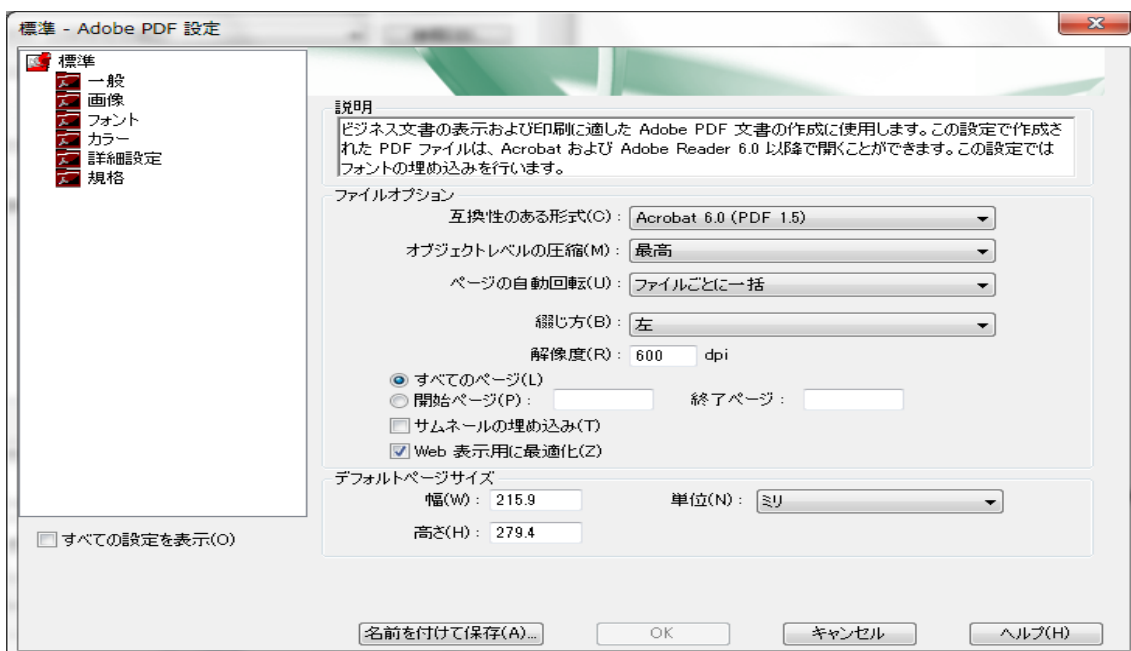 標準 - Adobe PDF 設定
標準
一般
画像
フォント
カラー
詳細設定
規格
すべての設定を表示(O)
説明
ビジネス文書の表示および印刷に適した Adobe PDF 文書の作成に使用します。この設定で作成さ
れた PDF ファイルは、Acrobat および Adobe Reader 6.0 以降で開くことができます。この設定では
フォントの埋め込みを行います。
ファイルオプション
互換性のある形式(C) : Acrobat 6.0 (PDF 1.5)
オブジェクトレベルの圧縮(M) : 最高
ページの自動回転(U) : ファイルごとに一括
綴じ方(B) : 左
解像度(R) : 600 dpi
すべてのページ(L)
開始ページ(P) : 終了ページ :
サムネールの埋め込み(T)
Web 表示用に最適化(Z)
デフォルトページサイズ
幅(W) : 215.9 単位(N) : ミリ
高さ(H) : 279.4
名前を付けて保存(A)... OK キャンセル ヘルプ(H)